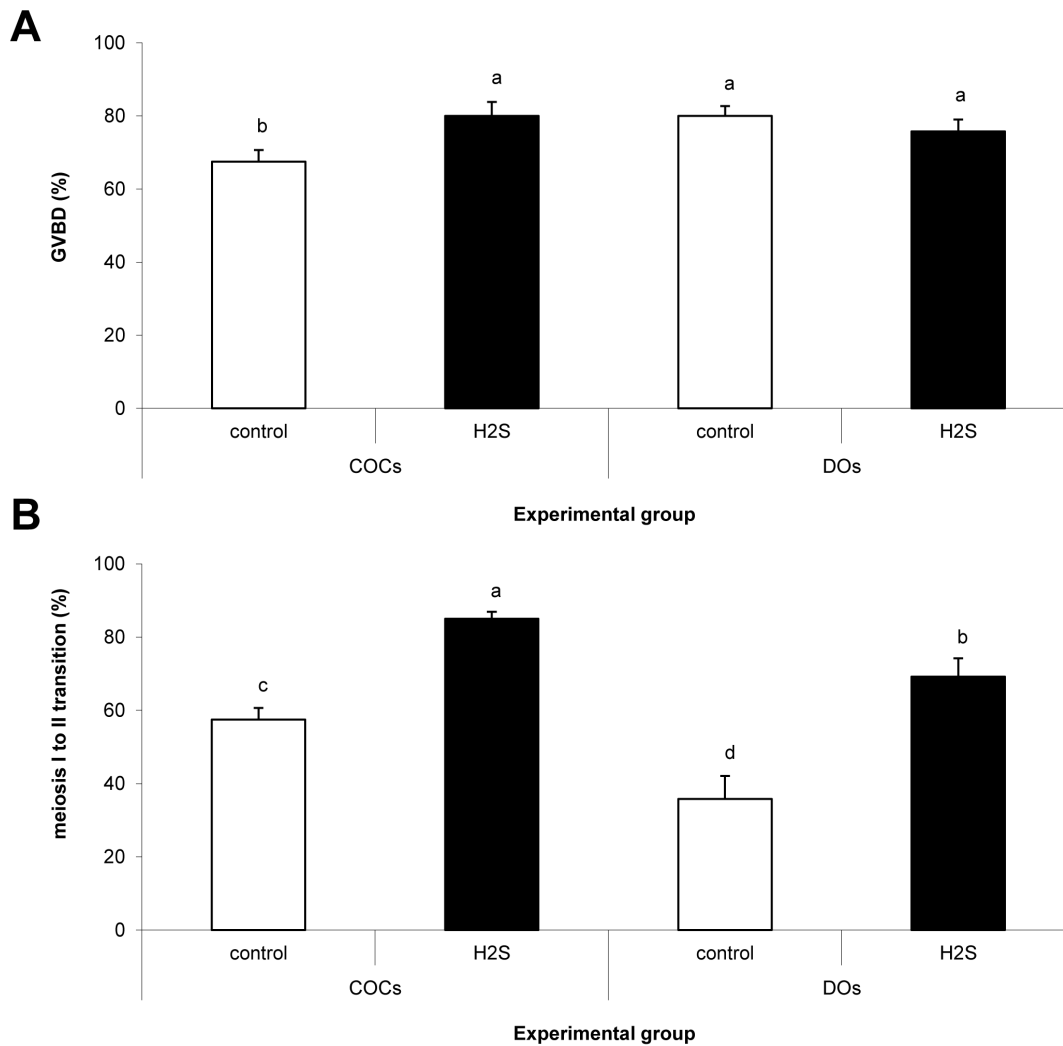 A
100
80
60
40
20
0
GVBD (%)
b
a
a
a
control
H2S
control
H2S
COCs
DOs
Experimental group
B
100
80
60
40
20
0
meiosis I to II transition (%)
c
a
d
b
control
H2S
control
H2S
COCs
DOs
Experimental group